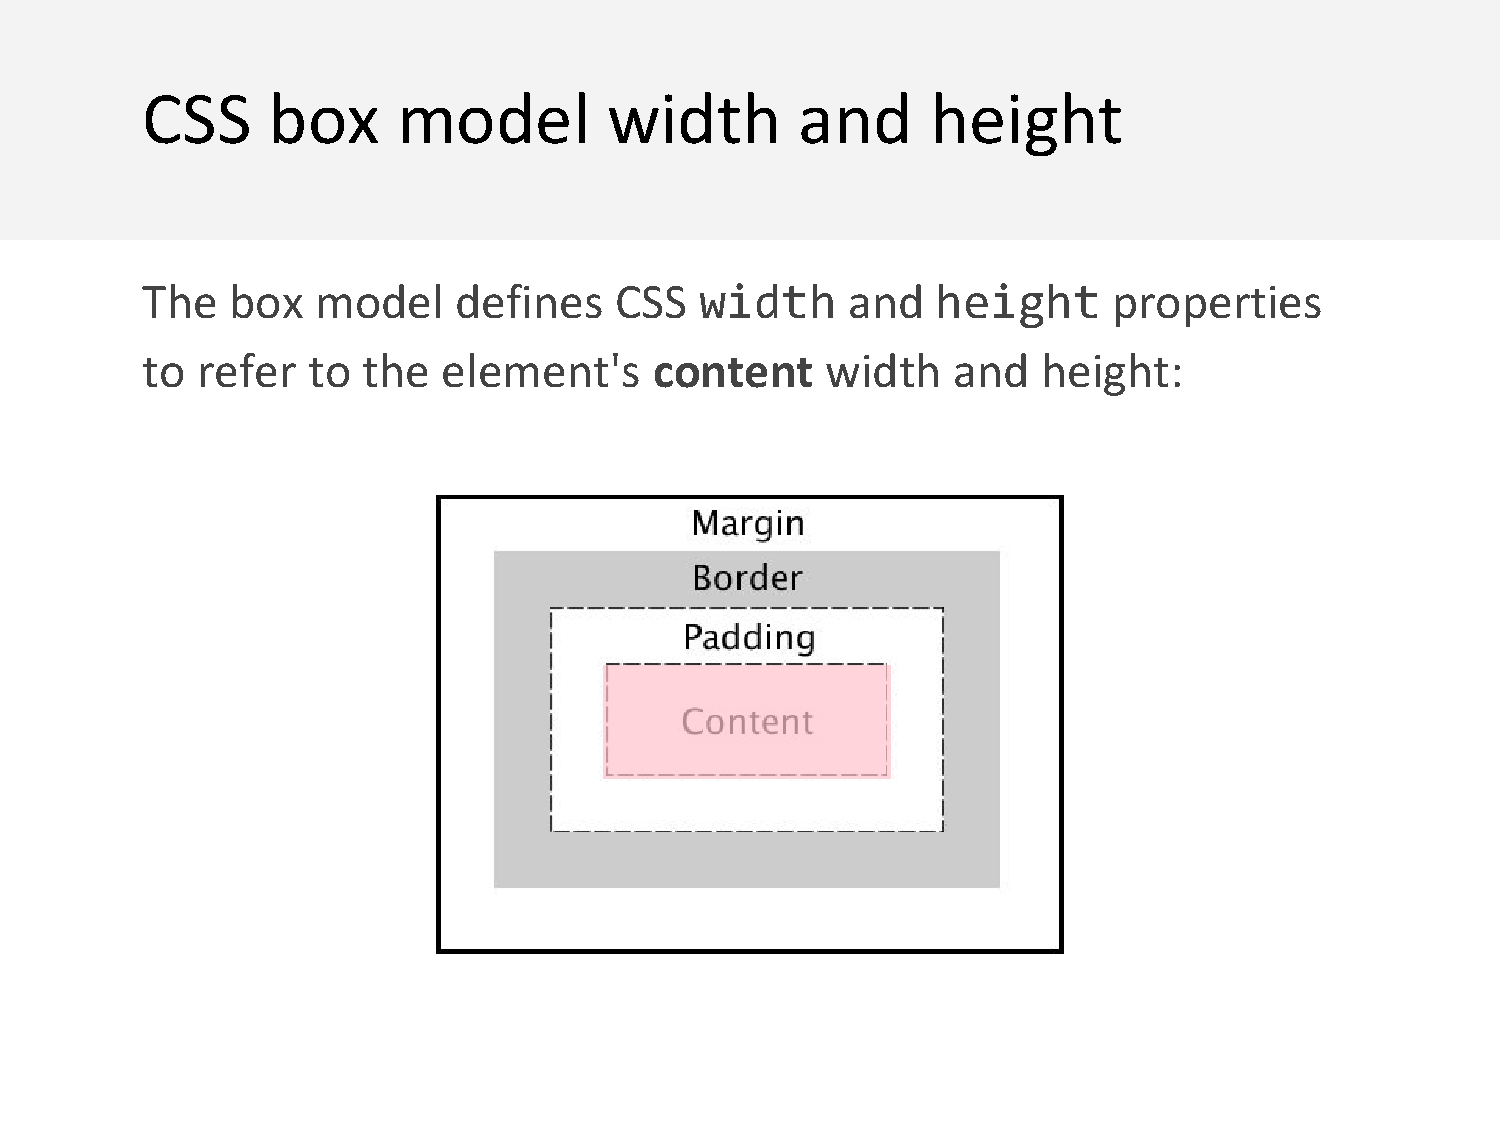 CSS box model width and height
The box model defines CSS width and height properties
to refer to the element's content width and height:
Margin
Border
Padding
Content